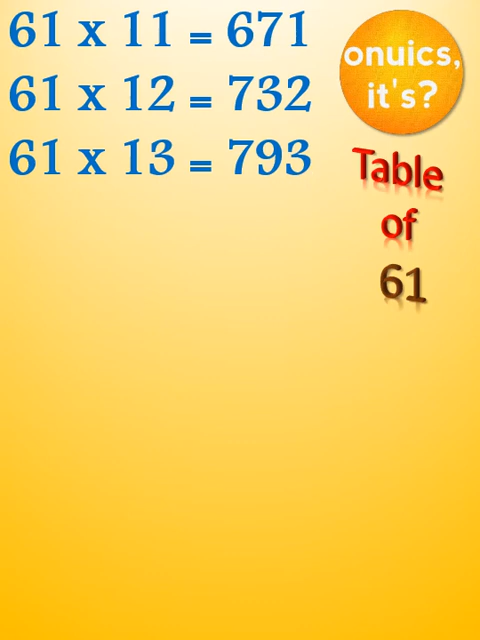 61 x 11 = 671
61 x 12 = 732
61 x 13 = 793
onuics,
it's?
Table
of
61